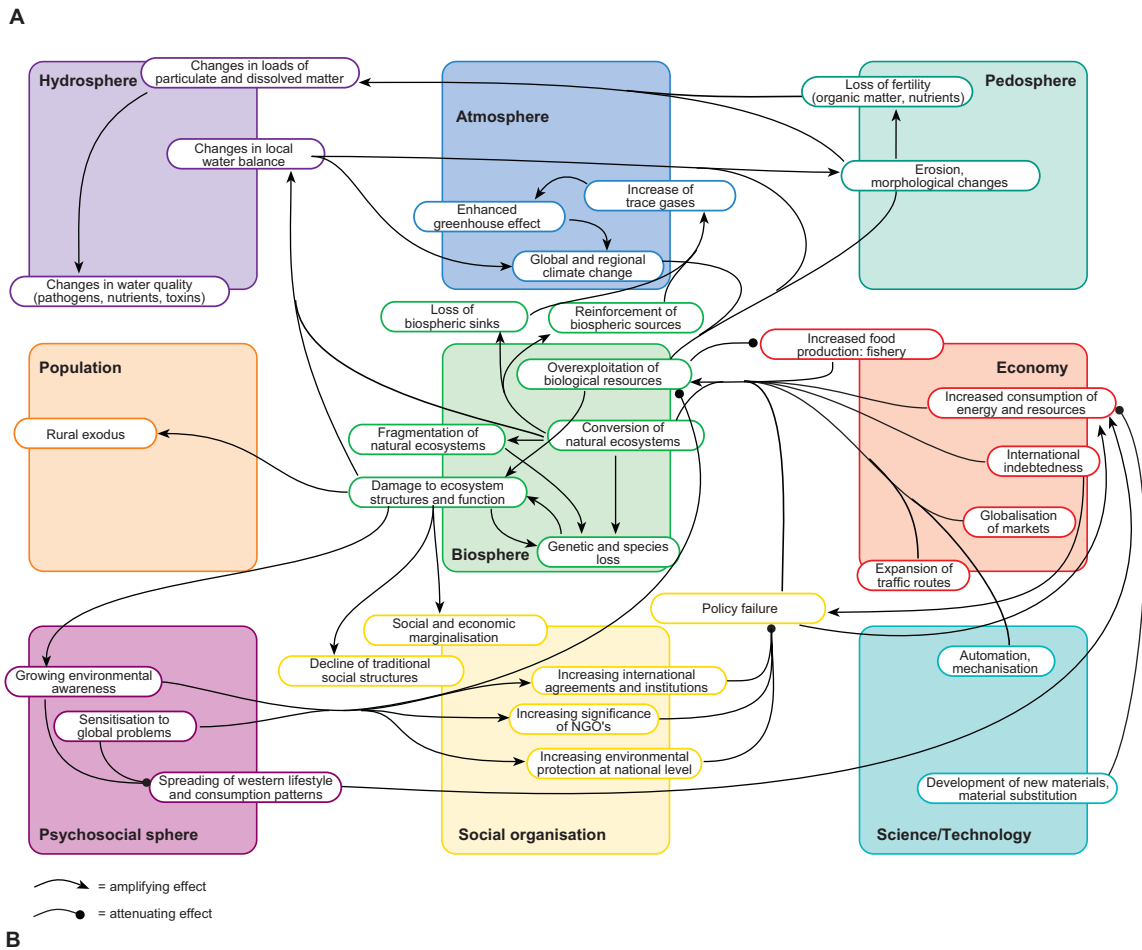 A
Hydrosphere
Changes in loads of
particulate and dissolved matter
Changes in local
water balance
Changes in water quality
(pathogens, nutrients, toxins)
Atmosphere
Increase of
trace gases
Enhanced
greenhouse effect
Global and regional
climate change
Pedosphere
Loss of fertility
(organic matter, nutrients)
Erosion,
morphological changes
Population
Rural exodus
Loss of
biospheric sinks
Reinforcement of
biospheric sources
Overexploitation of
biological resources
Fragmentation of
natural ecosystems
Conversion of
natural ecosystems
Damage to ecosystem
structures and function
Biosphere
Genetic and species
loss
Increased food
production: fishery
Economy
Increased consumption of
energy and resources
International
indebtedness
Globalisation
of markets
Expansion of
traffic routes
Growing environmental
awareness
Sensitisation to
global problems
Spreading of western lifestyle
and consumption patterns
Psychosocial sphere
Policy failure
Social and economic
marginalisation
Decline of traditional
social structures
Increasing international
agreements and institutions
Increasing significance
of NGO's
Increasing environmental
protection at national level
Social organisation
Automation,
mechanisation
Development of new materials,
material substitution
Science/Technology
= amplifying effect
= attenuating effect
B